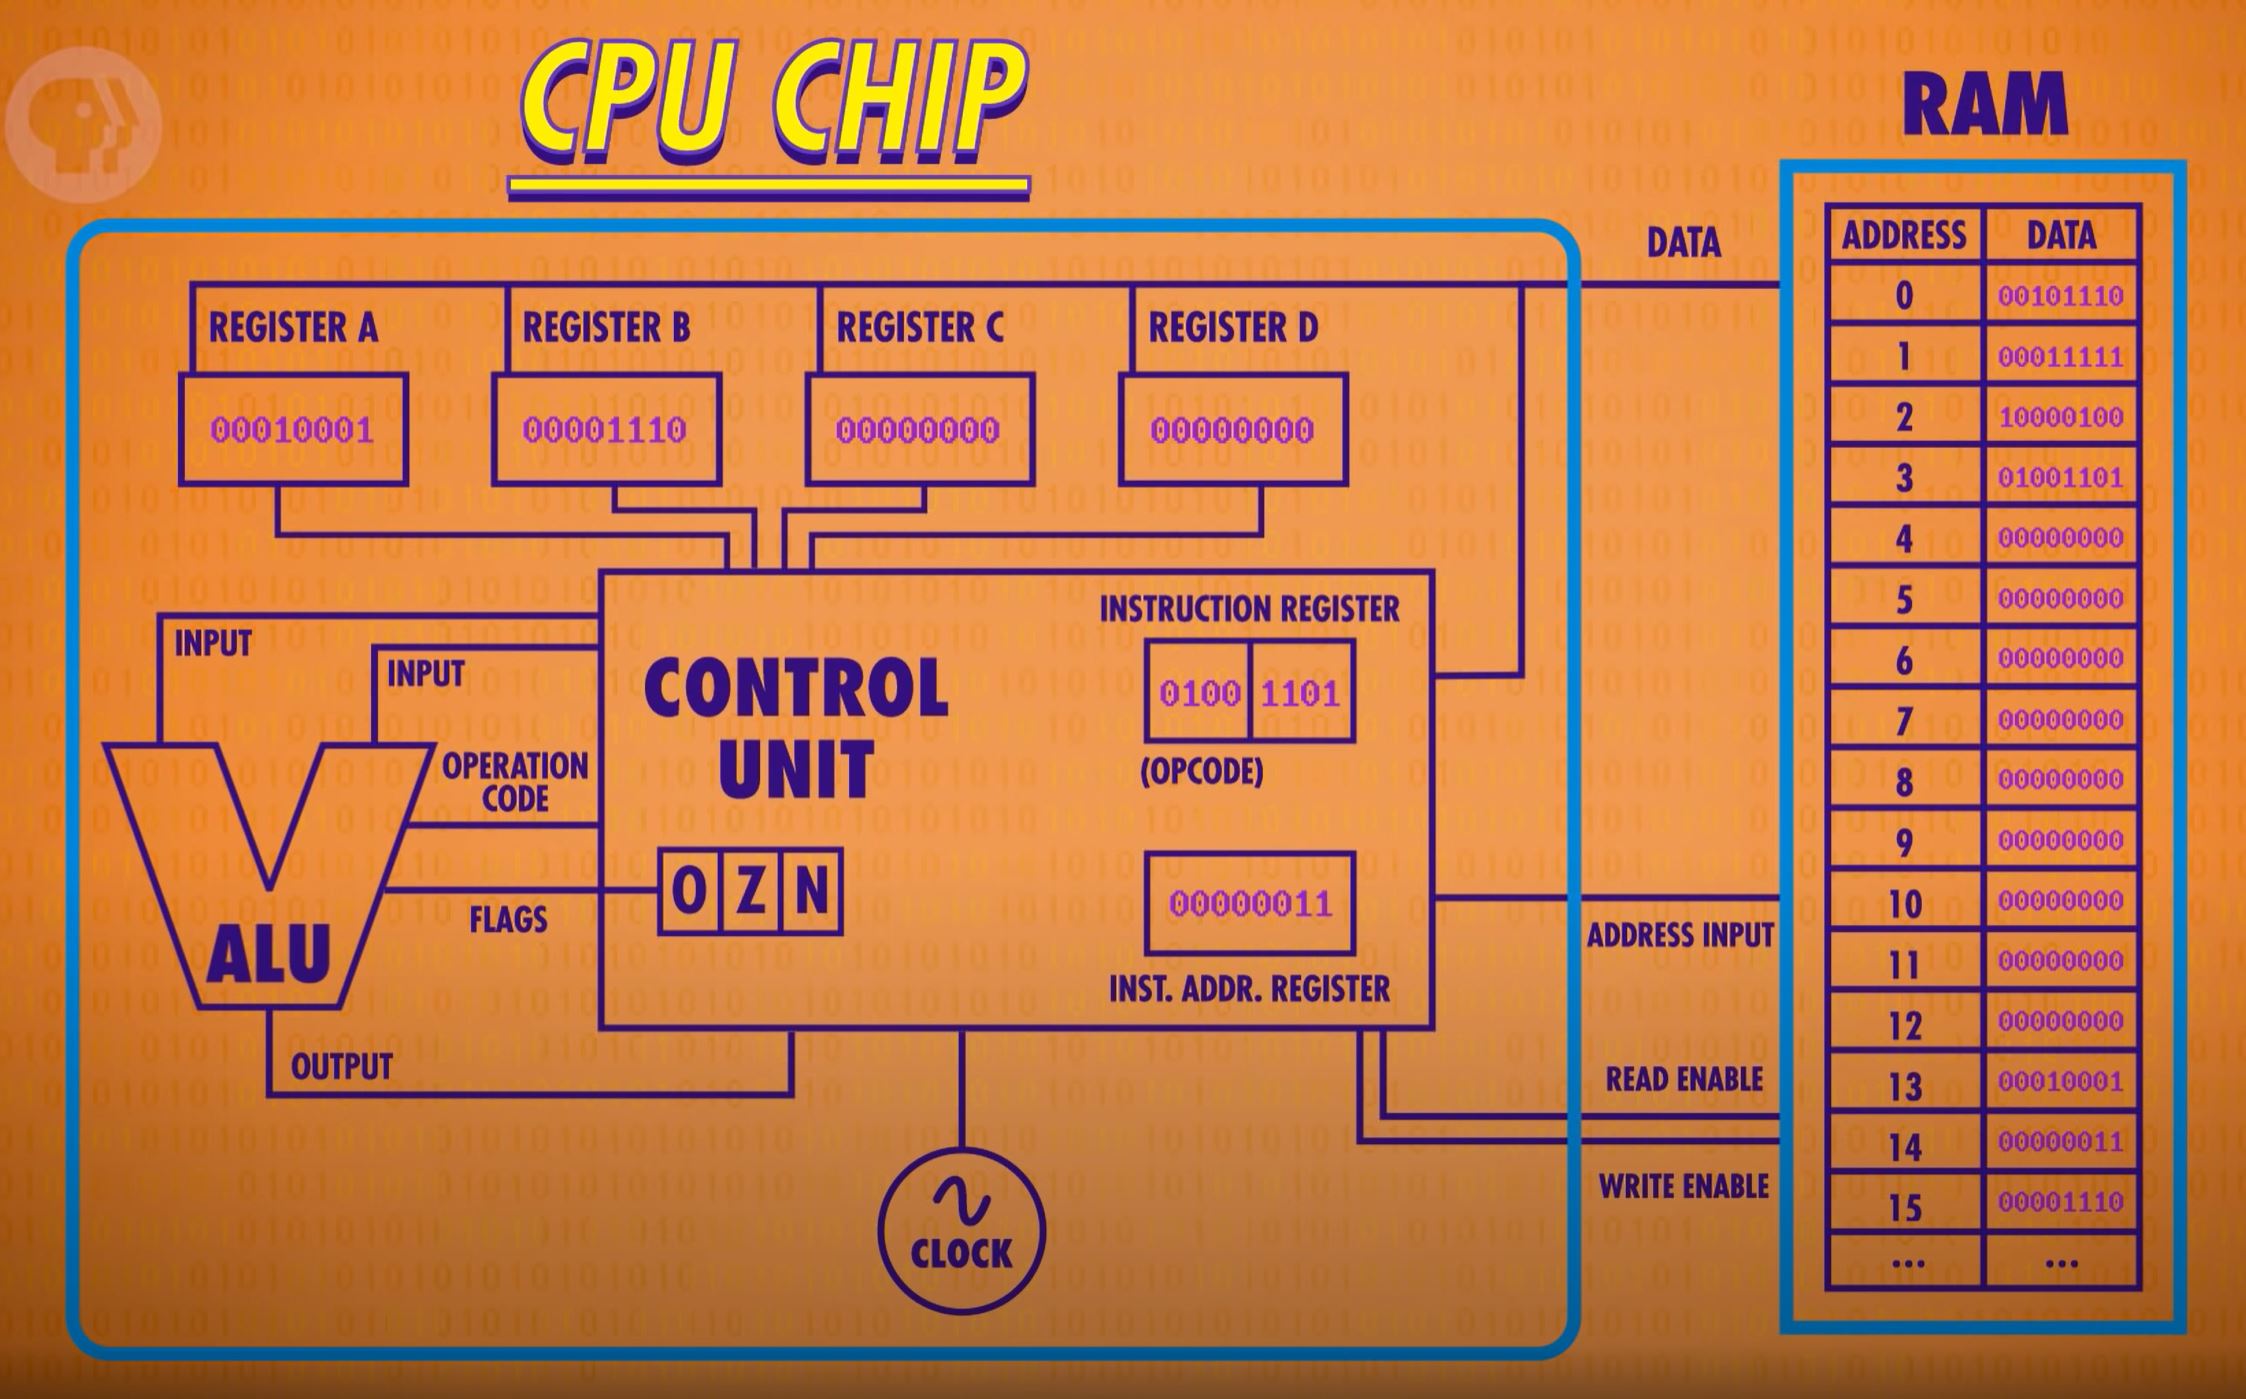 CPU CHIP
RAM
DATA
REGISTER A
REGISTER B
REGISTER C
REGISTER D
00010001
00001110
00000000
00000000
INPUT
INPUT
OPERATION
CODE
FLAGS
ALU
OUTPUT
CONTROL
UNIT
O Z N
INSTRUCTION REGISTER
0100 1101
(OPCODE)
00000011
INST. ADDR. REGISTER
CLOCK
ADDRESS INPUT
READ ENABLE
WRITE ENABLE
ADDRESS DATA
0 00101110
1 00011111
2 10000100
3 01001101
4 00000000
5 00000000
6 00000000
7 00000000
8 00000000
9 00000000
10 00000000
11 00000000
12 00000000
13 00010001
14 00000011
15 00001110
... ...